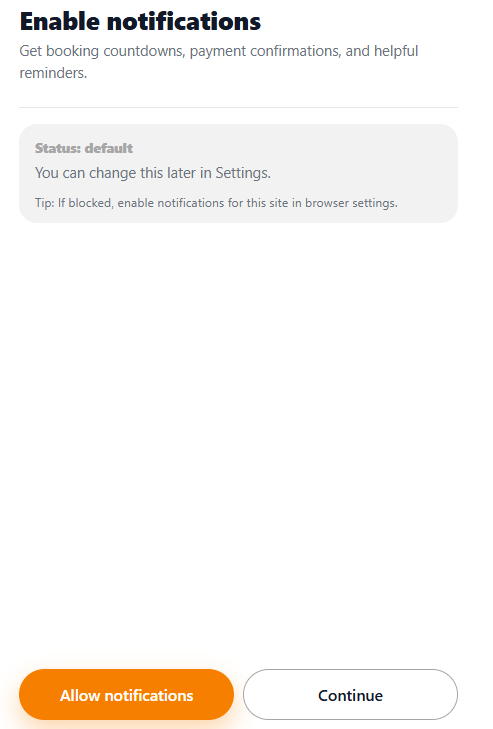 Enable notifications
Get booking countdowns, payment confirmations, and helpful
reminders.
Status: default
You can change this later in Settings.
Tip: If blocked, enable notifications for this site in browser settings.
Allow notifications
Continue